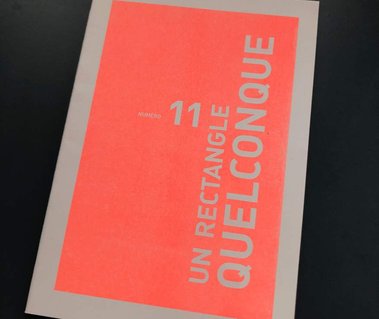 NUMÉRO 11
UN RECTANGLE
QUELCONQUE